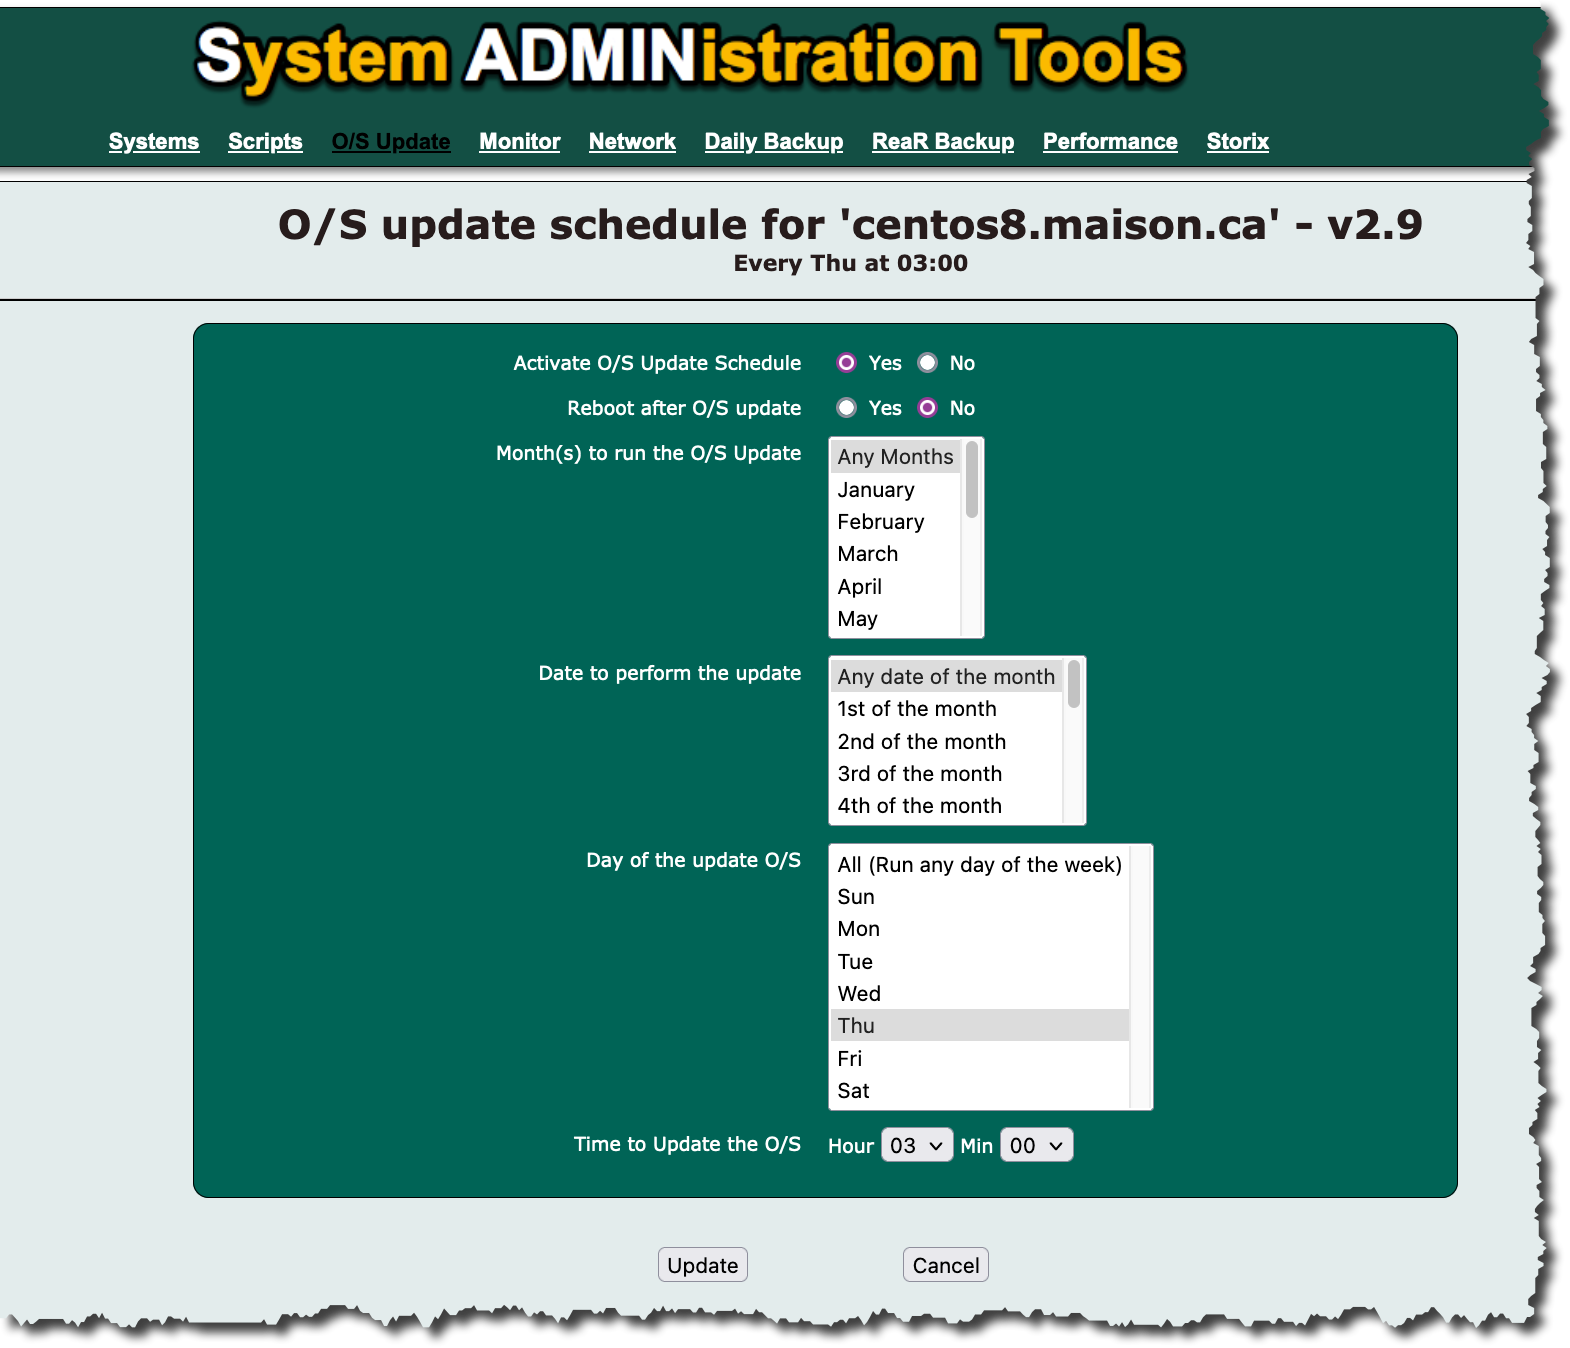 System ADMINistration Tools
Systems Scripts O/S Update Monitor Network Daily Backup ReaR Backup Performance Storix
O/S update schedule for 'centos8.maison.ca' - v2.9
Every Thu at 03:00
Activate O/S Update Schedule Yes No
Reboot after O/S update Yes No
Month(s) to run the O/S Update Any Months
January
February
March
April
May
Date to perform the update Any date of the month
1st of the month
2nd of the month
3rd of the month
4th of the month
Day of the update O/S All (Run any day of the week)
Sun
Mon
Tue
Wed
Thu
Fri
Sat
Time to Update the O/S Hour 03 Min 00
Update Cancel